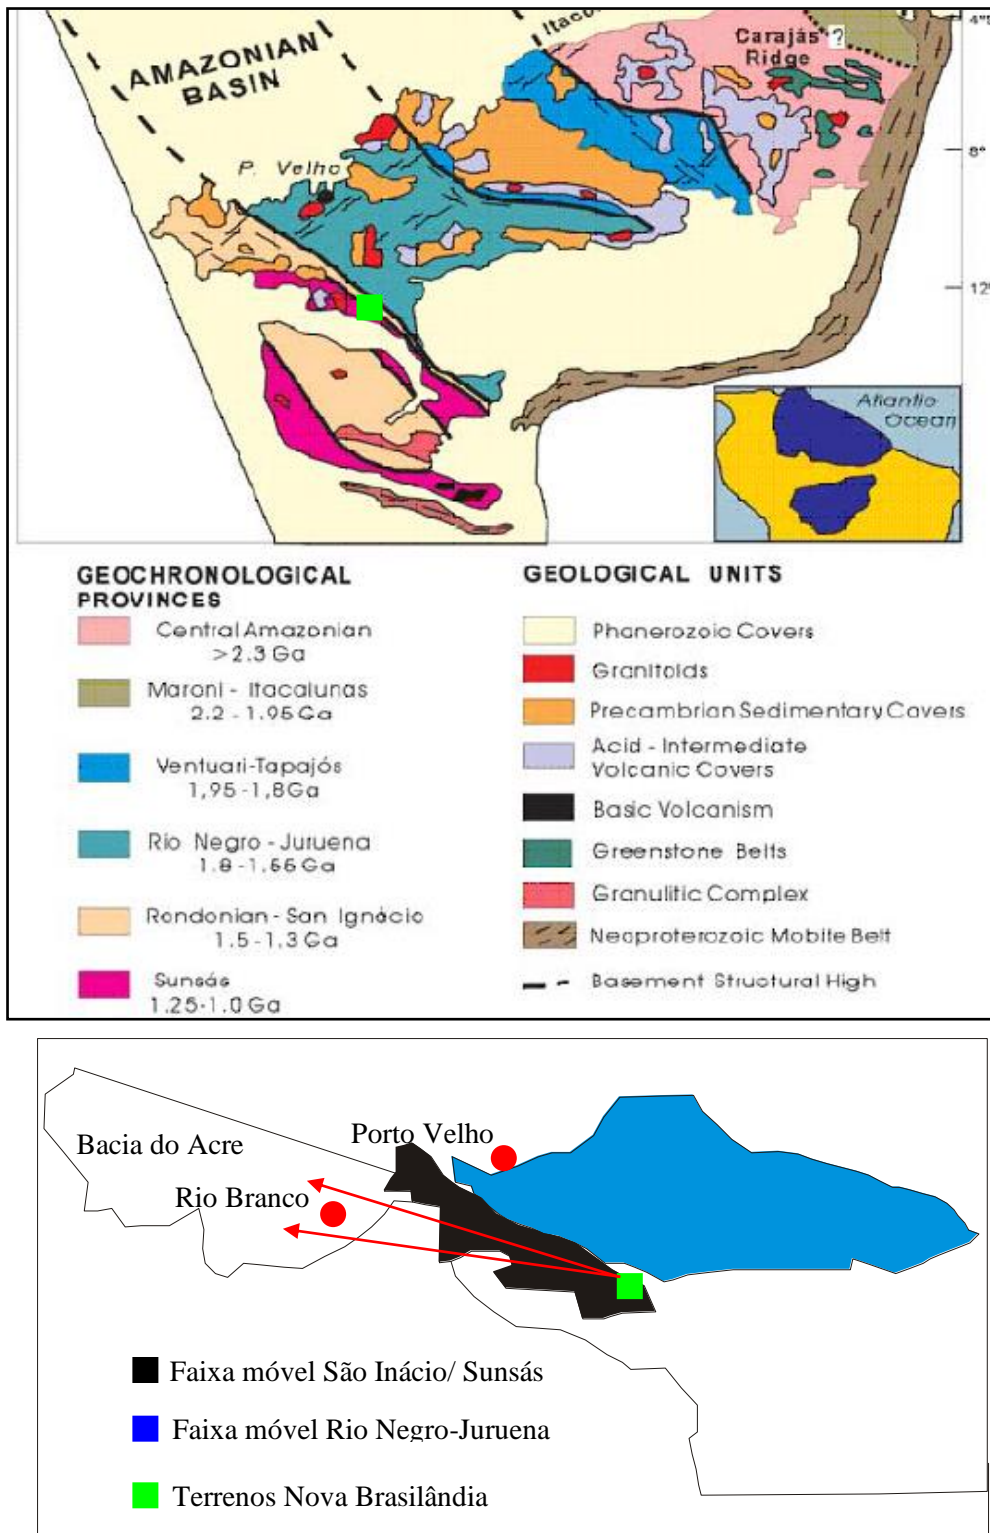 Itaco
4°
AMAZONIAN
BASIN
Carajás ?
Ridge
8°
P. Velho
12°
Atlantic
Ocean
GEOCHRONOLOGICAL
PROVINCES
Central Amazonian
>2.3 Ga
Maroni - Itacaiunas
2.2 - 1.95 Ga
Ventuari-Tapajós
1,95 -1,8Ga
Rio Negro - Juruena
1.8 -1.55 Ga
Rondonian - San Ignácio
1.5 -1.3 Ga
Sunsás
1.25-1.0 Ga
GEOLOGICAL UNITS
Phanerozoic Covers
Granitoids
Precambrian Sedimentary Covers
Acid - Intermediate
Volcanic Covers
Basic Volcanism
Greenstone Belts
Granulitic Complex
Neoproterozoic Mobile Belt
Basement Structural High
Bacia do Acre
Porto Velho
Rio Branco
Faixa móvel São Inácio/ Sunsás
Faixa móvel Rio Negro-Juruena
Terrenos Nova Brasilândia